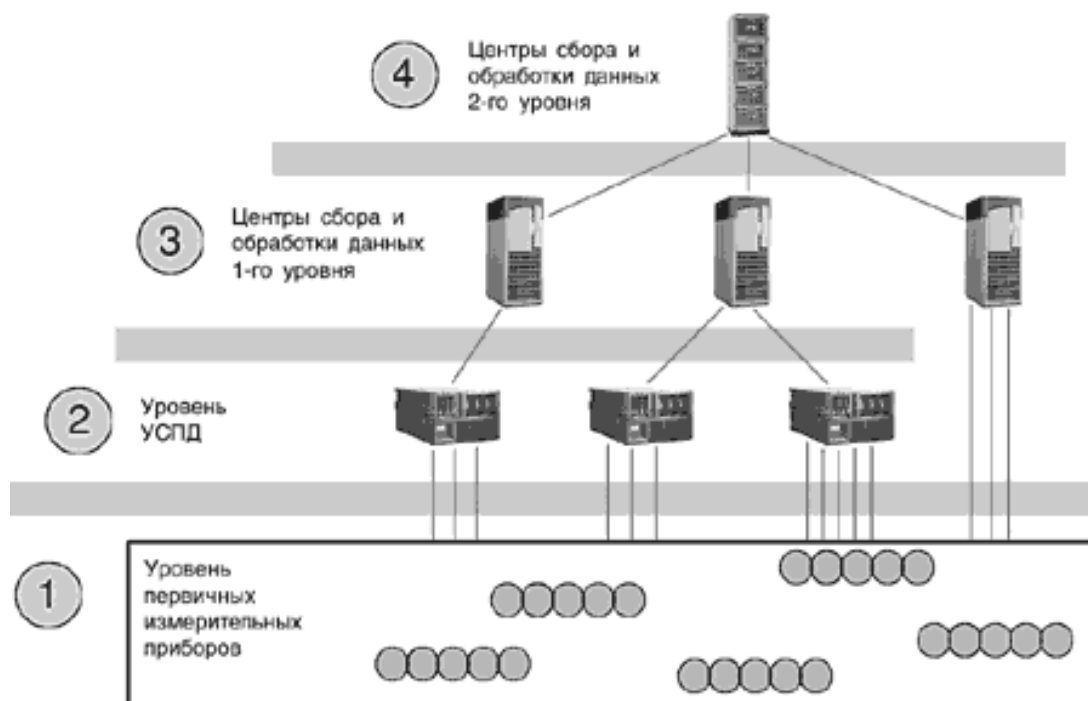 4
Центры сбора и
обработки данных
2-го уровня
3
Центры сбора и
обработки данных
1-го уровня
2
Уровень
УСПД
1
Уровень
первичных
измерительных
приборов